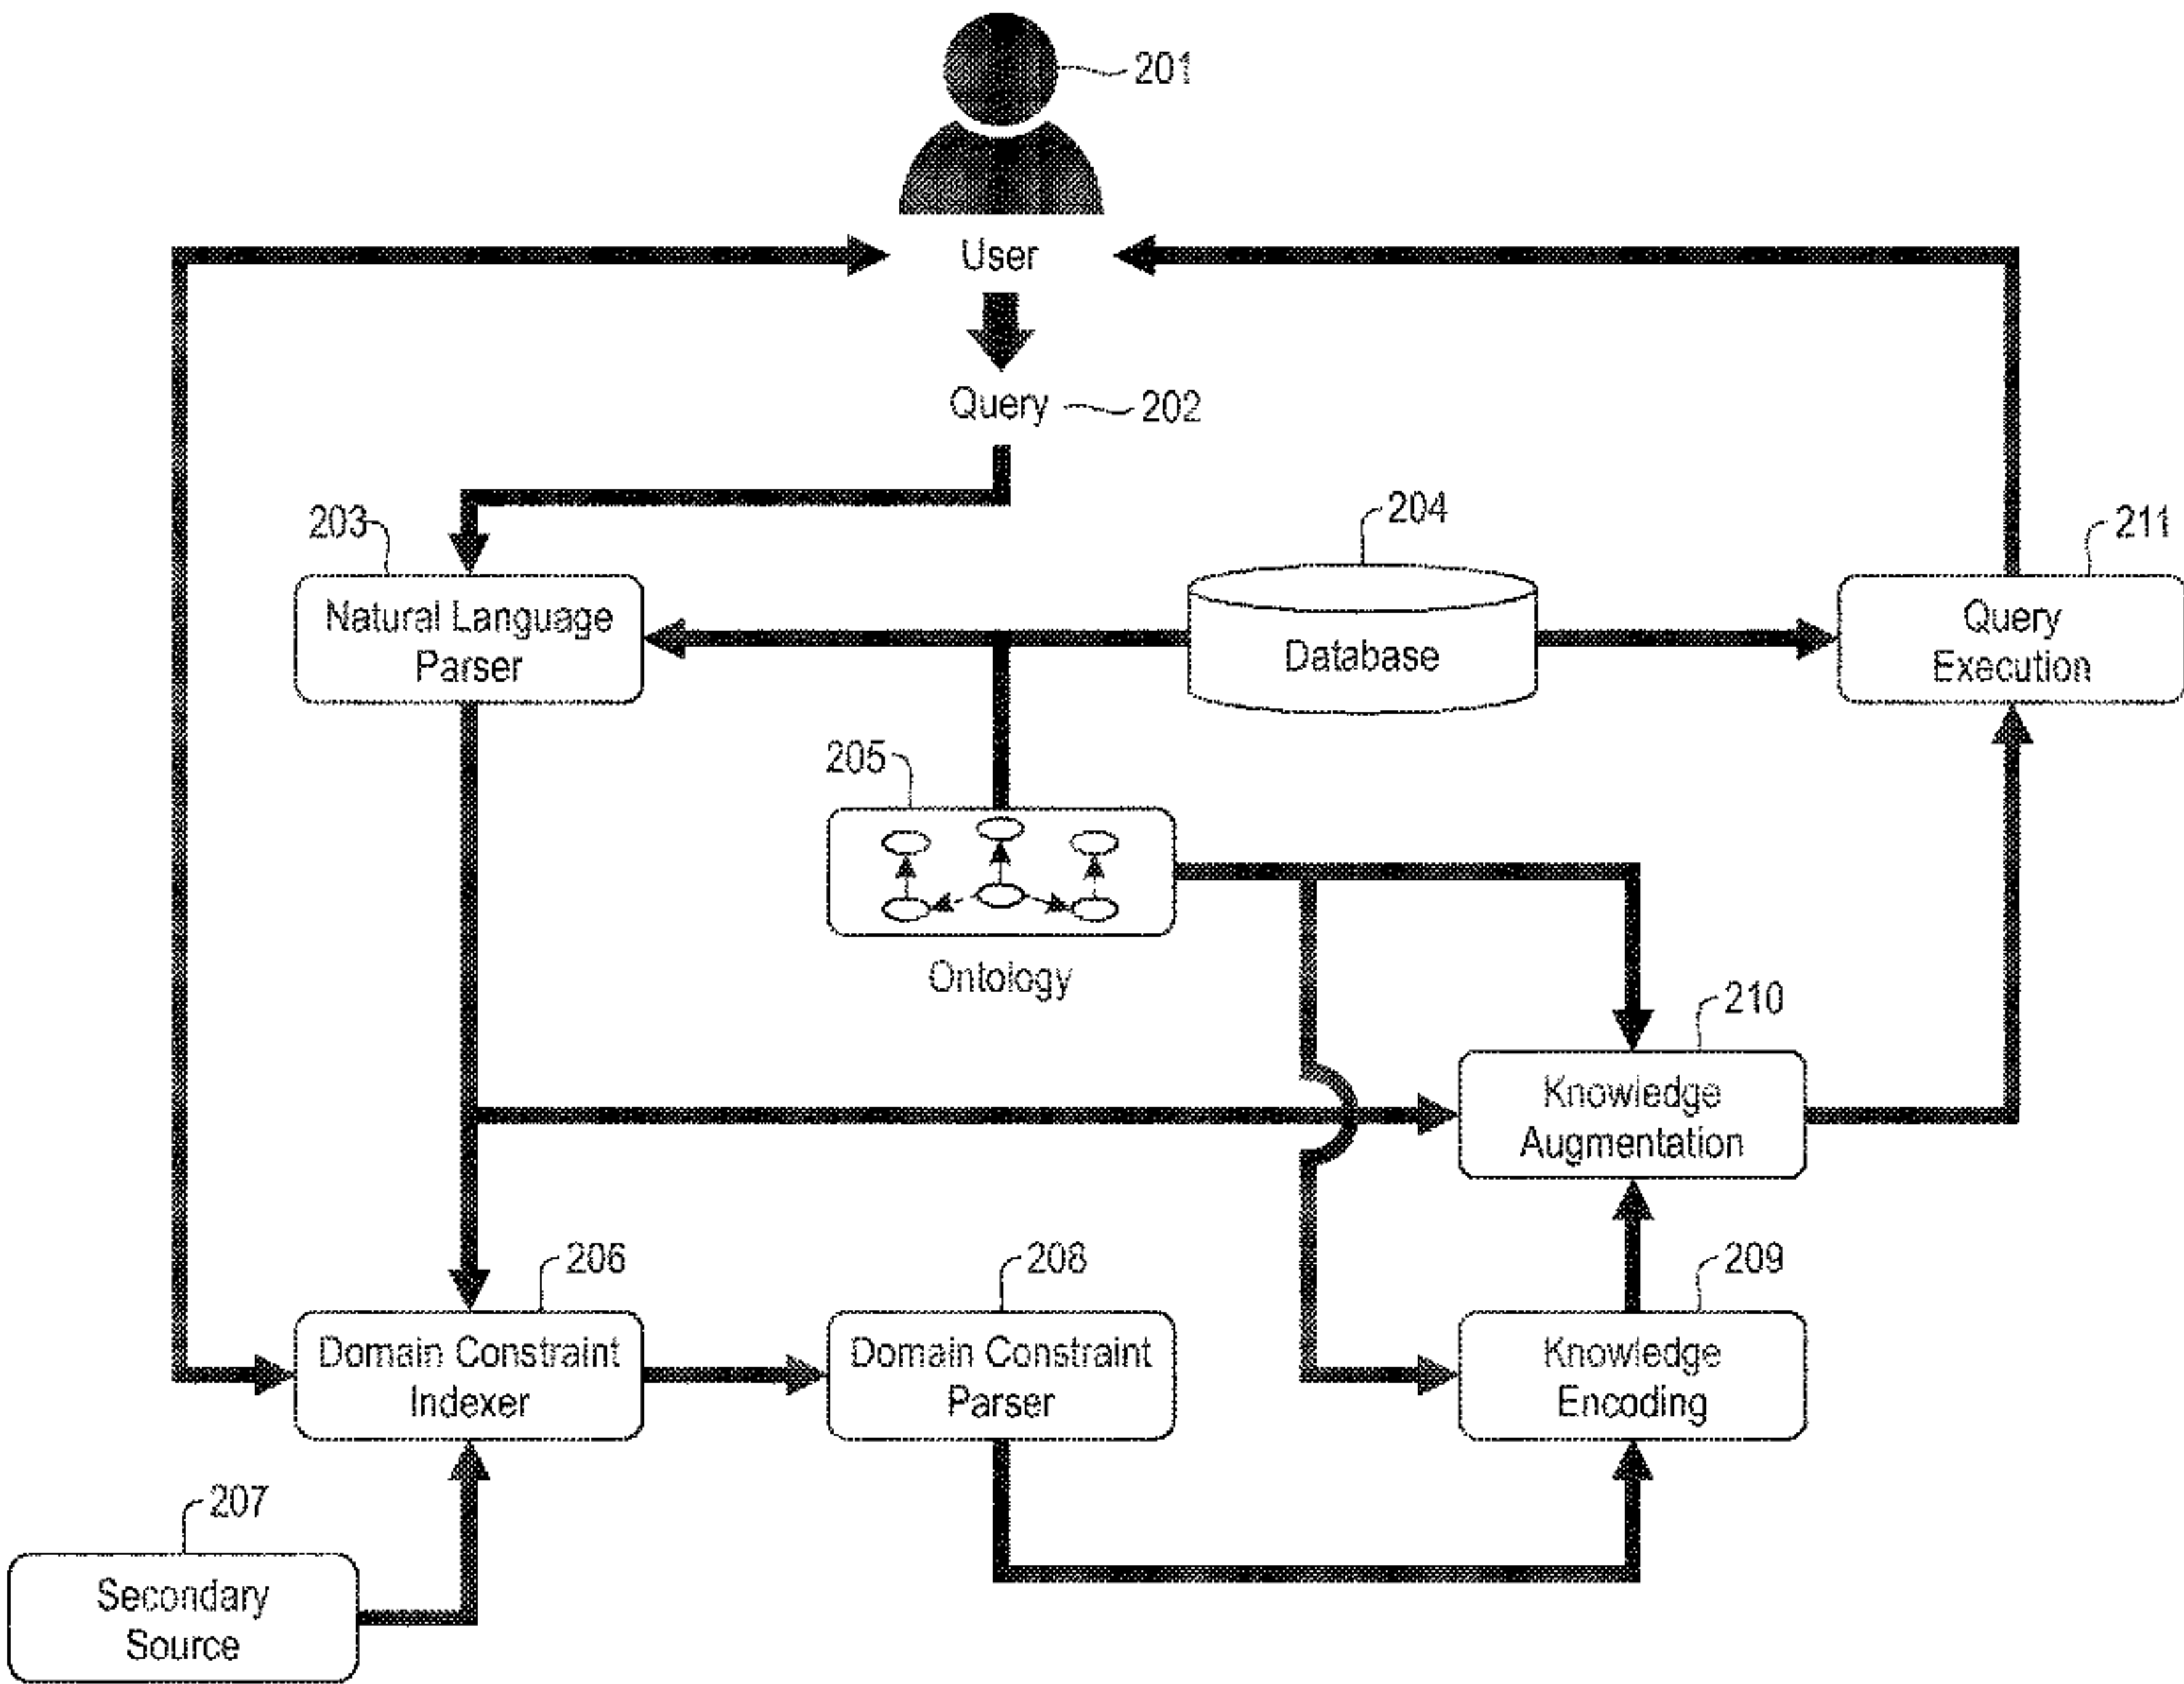 201
User
Query
202
203
Natural Language
Parser
204
Database
211
Query
Execution
205
Ontology
210
Knowledge
Augmentation
206
Domain Constraint
Indexer
208
Domain Constraint
Parser
209
Knowledge
Encoding
207
Secondary
Source